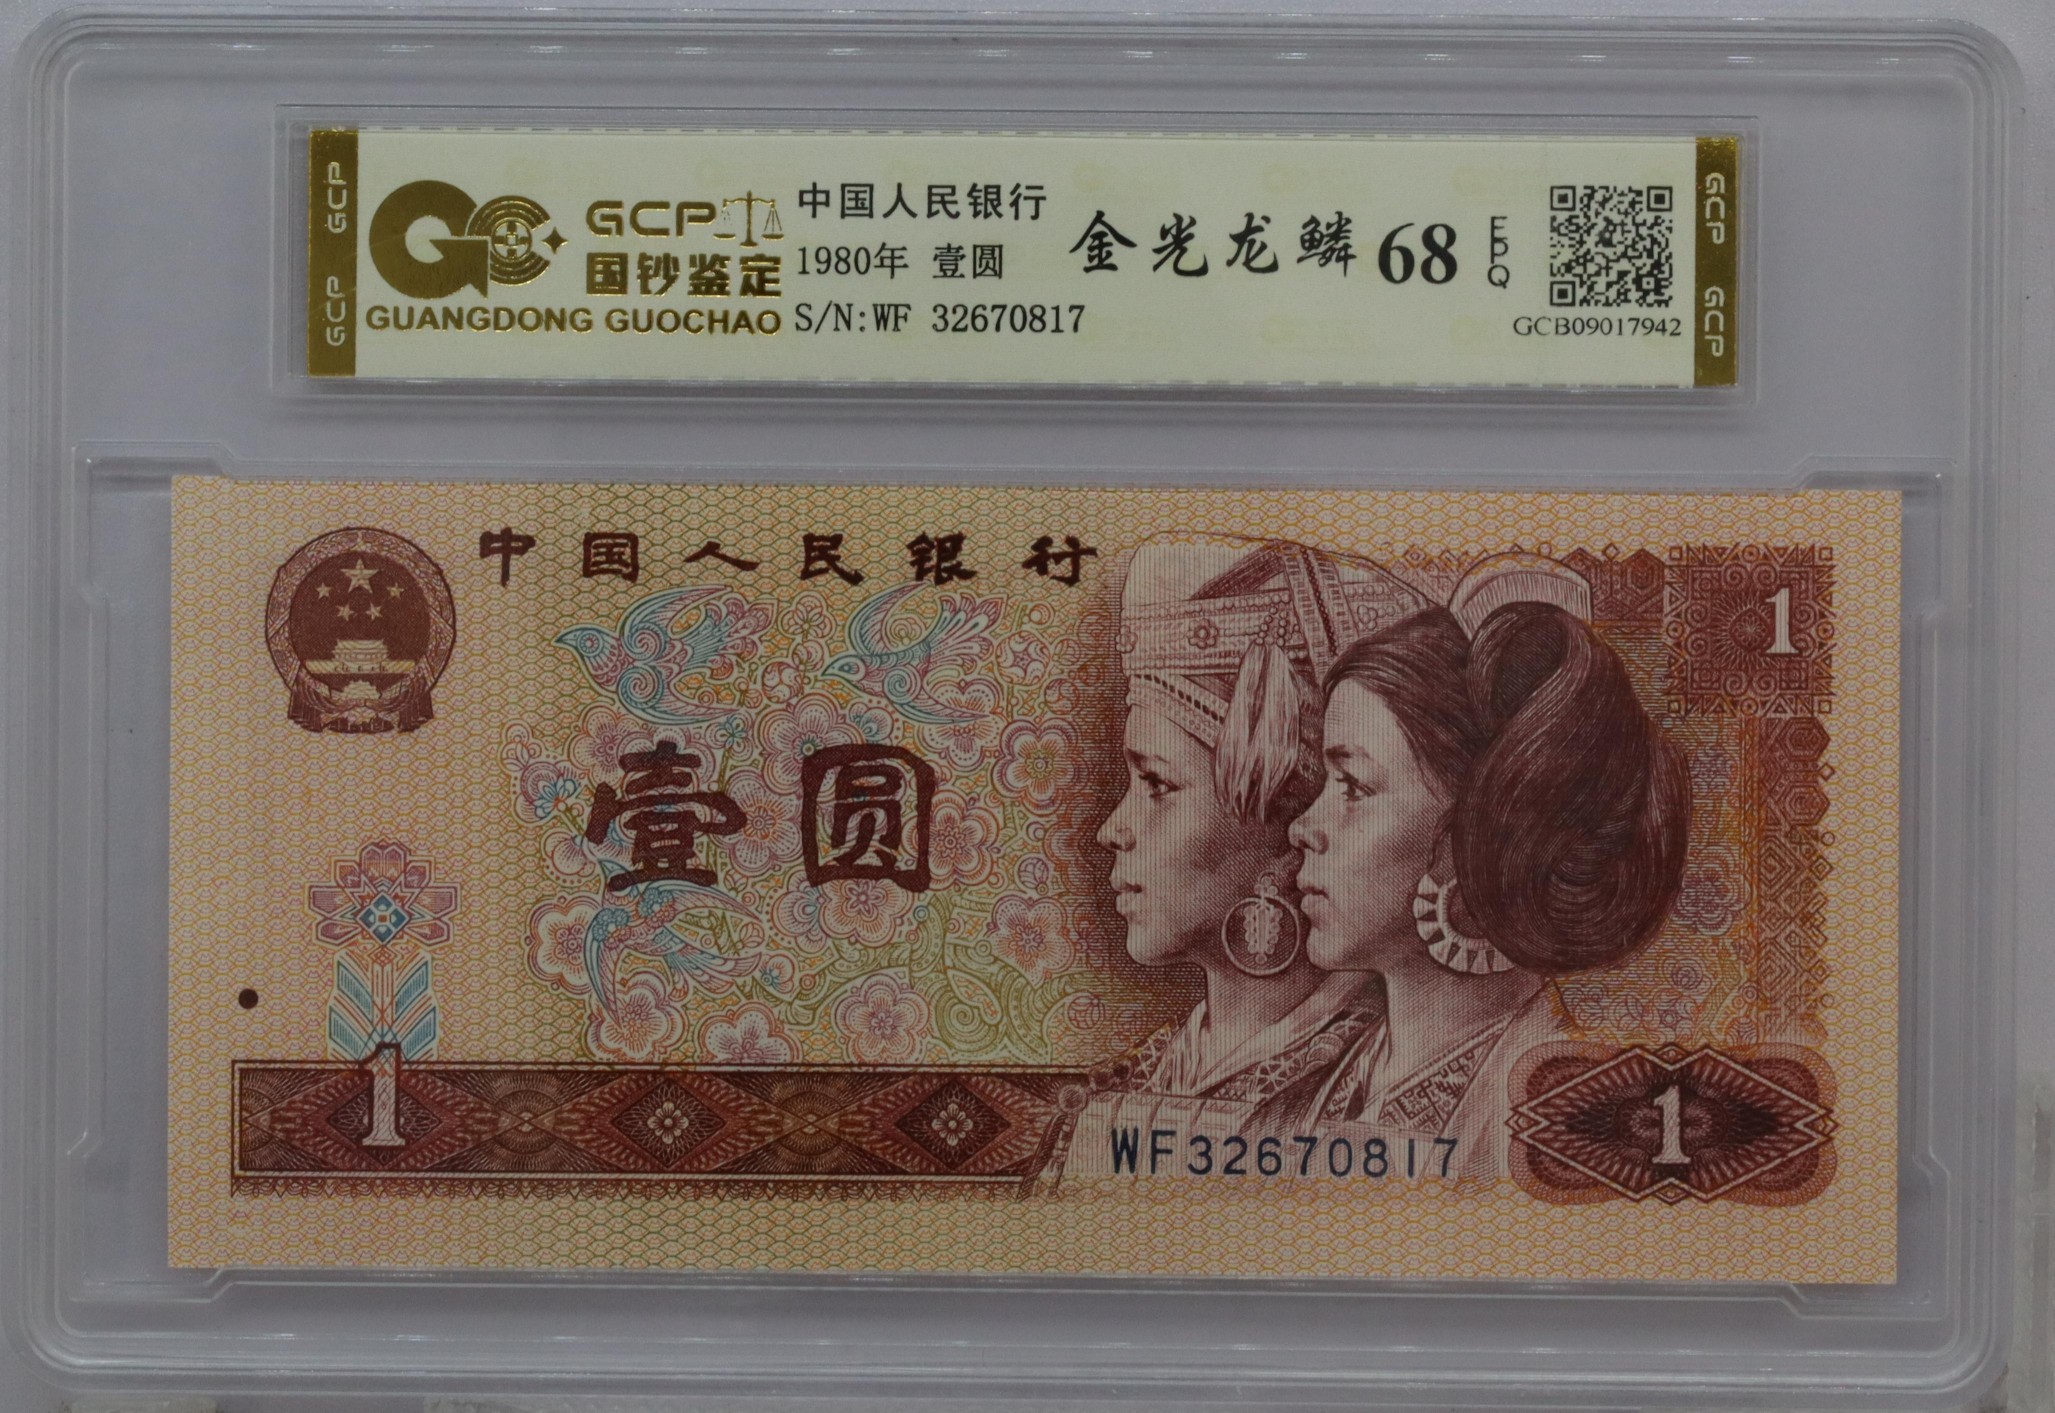 GCP GCP
GCP
国钞鉴定
GUANGDONG GUOCHAO
中国人民银行
1980年 壹圆
S/N:WF 32670817
金光龙鳞 68 EPQ
GCB09017942
GCP GCP
中国人民银行
1
壹圆
1
WF32670817
1